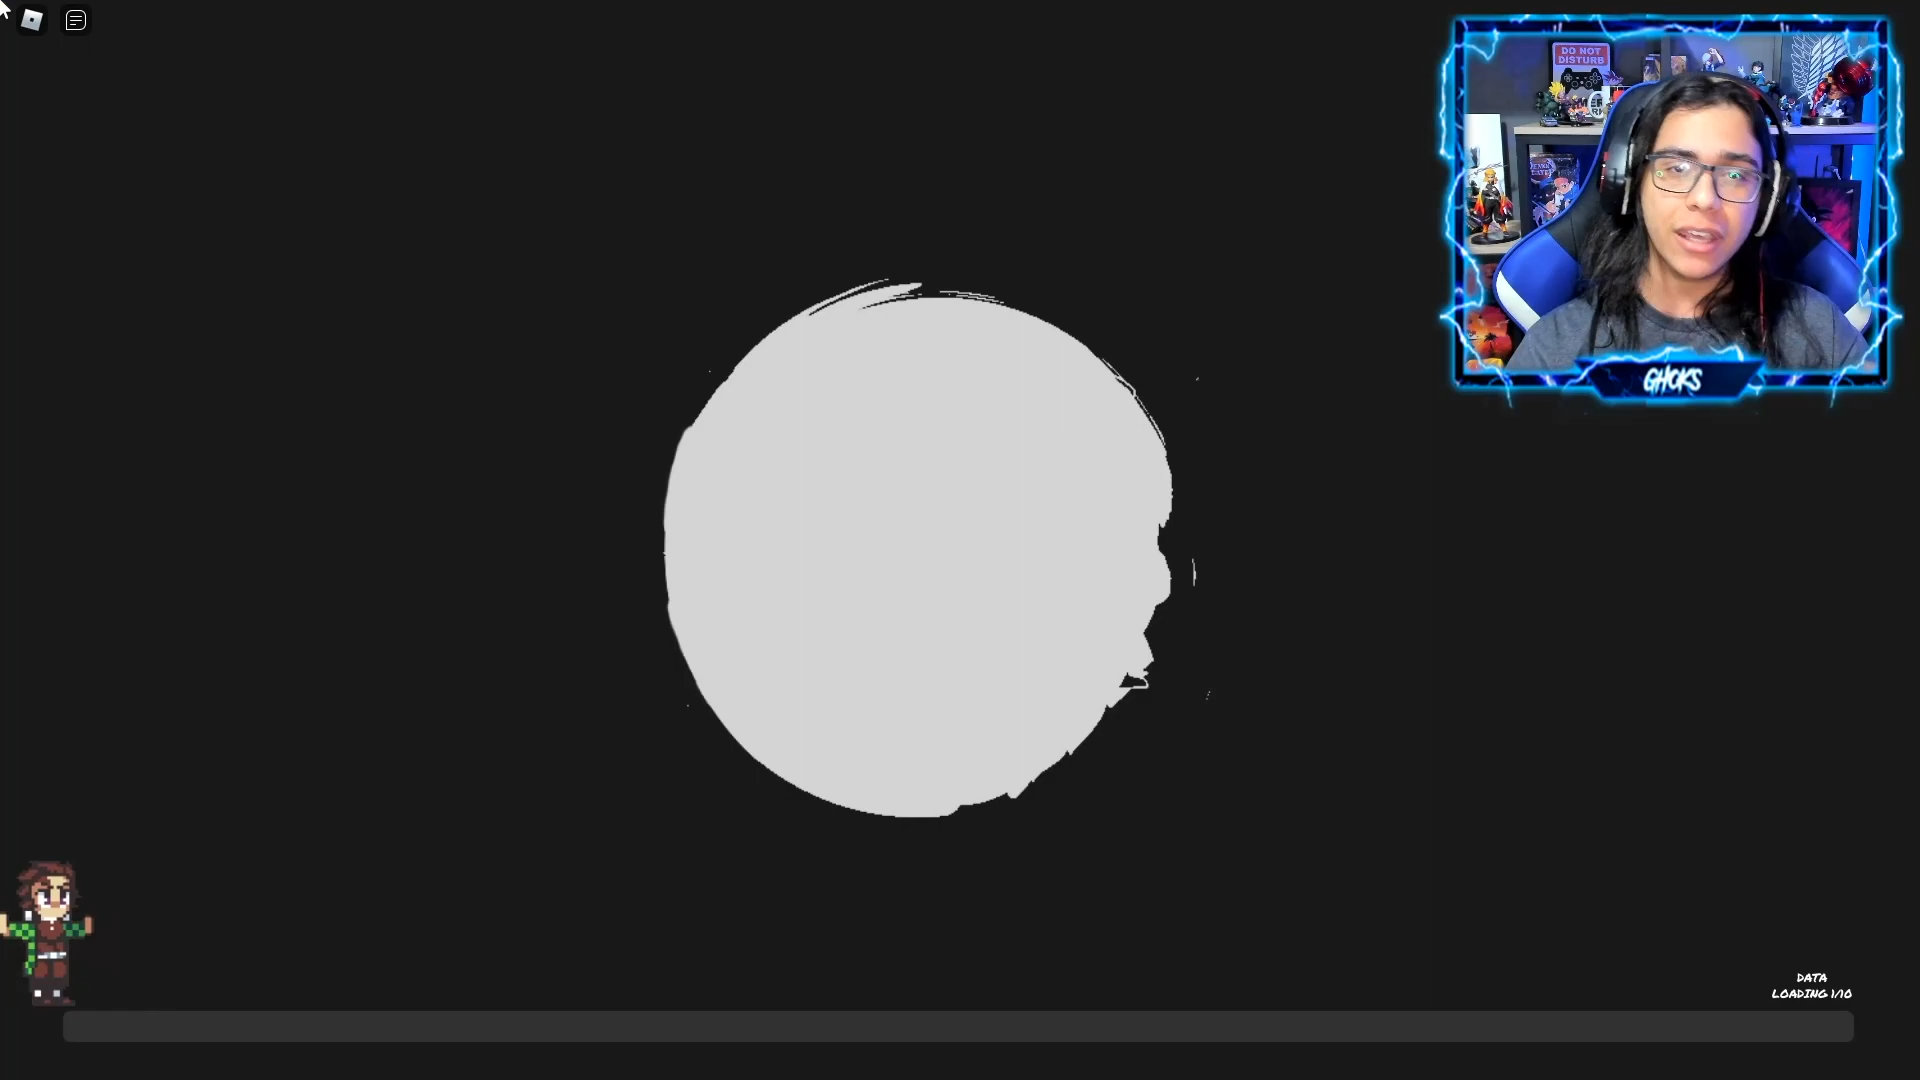 DO NOT
DISTURB
GHOKS
DATA
LOADING 1/10